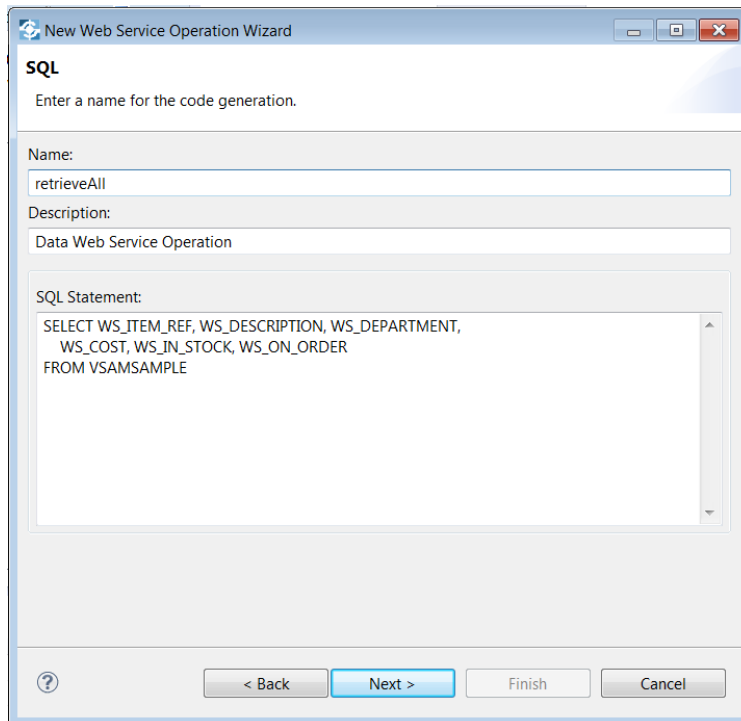 New Web Service Operation Wizard
SQL
Enter a name for the code generation.
Name:
retrieveAll
Description:
Data Web Service Operation
SQL Statement:
SELECT WS_ITEM_REF, WS_DESCRIPTION, WS_DEPARTMENT,
WS_COST, WS_IN_STOCK, WS_ON_ORDER
FROM VSAMSAMPLE
? < Back Next > Finish Cancel